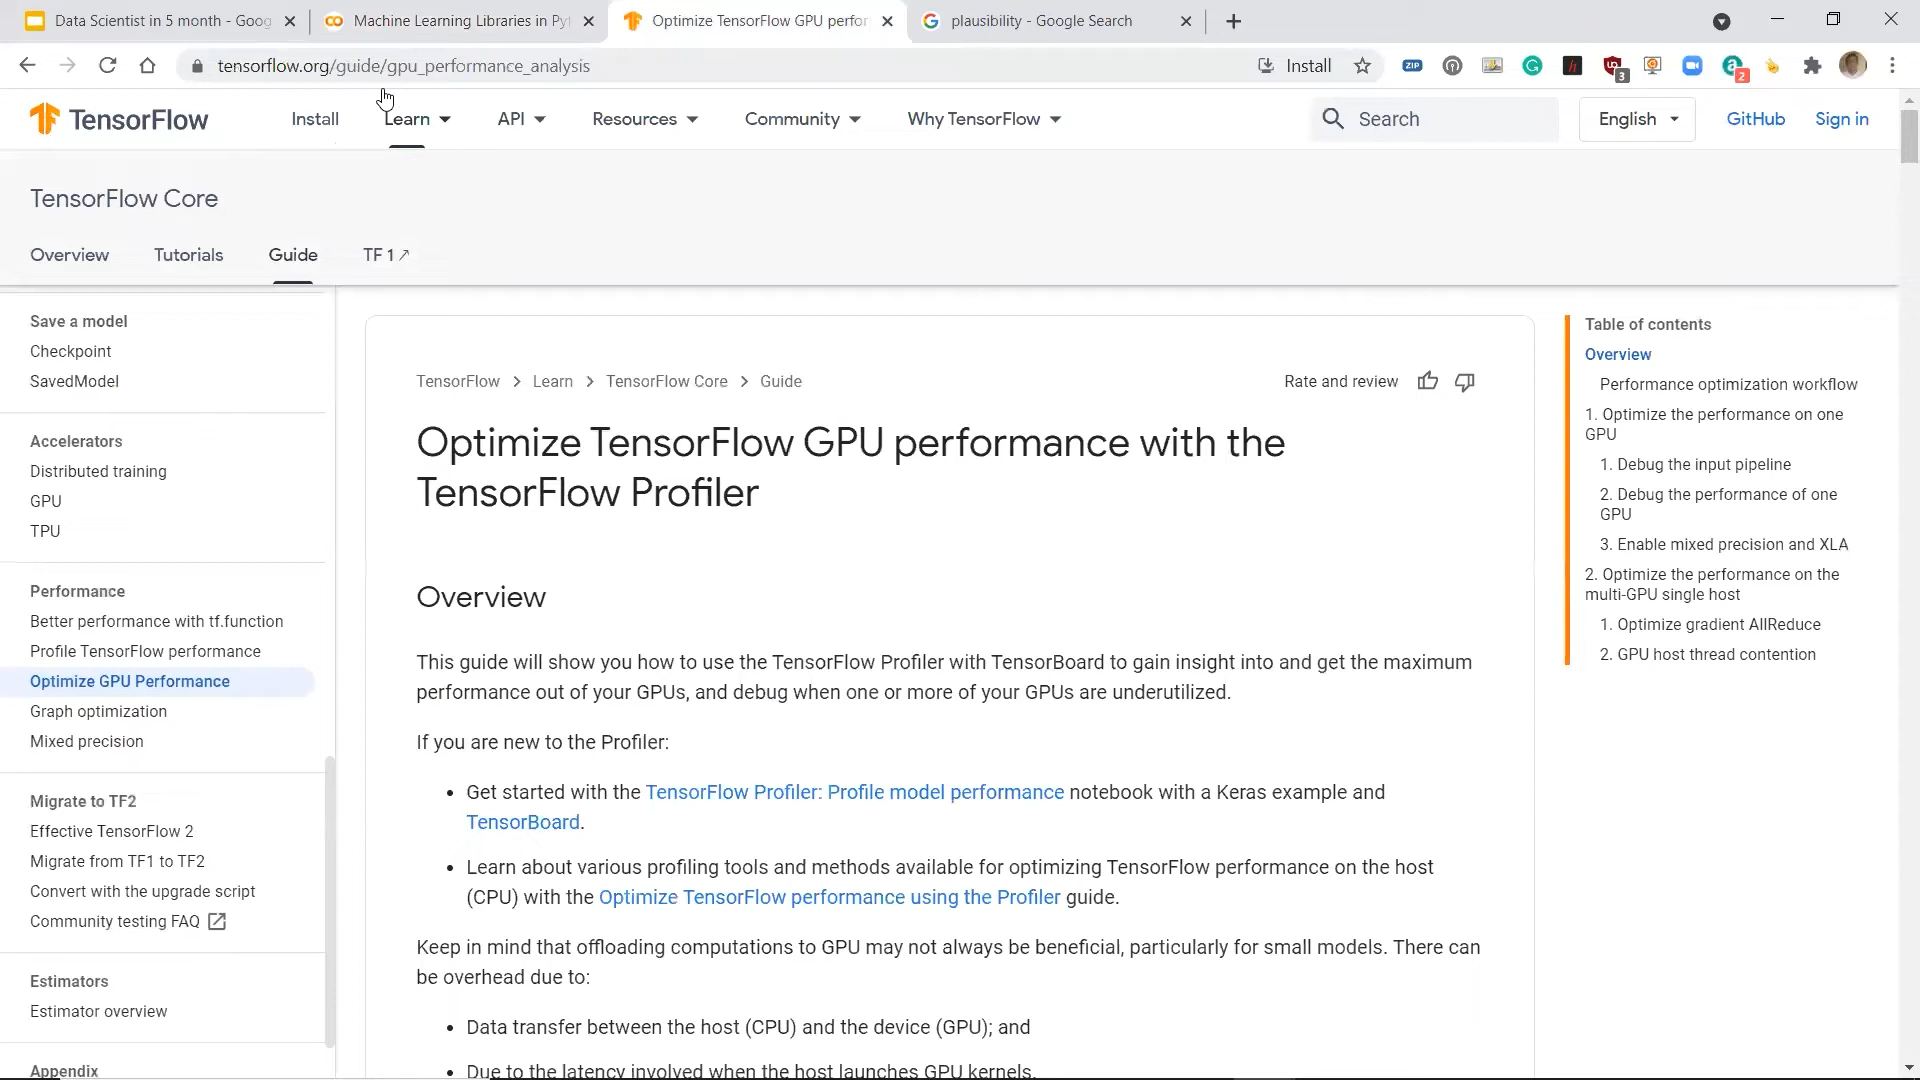 Data Scientist in 5 month - Goog
Machine Learning Libraries in Pyt
Optimize TensorFlow GPU perfor
plausibility - Google Search
tensorflow.org/guide/gpu_performance_analysis
Install
ZIP
3
2
TensorFlow
Install
Learn
API
Resources
Community
Why TensorFlow
Search
English
GitHub
Sign in
TensorFlow Core
Overview
Tutorials
Guide
TF 1
Save a model
Checkpoint
SavedModel
Accelerators
Distributed training
GPU
TPU
Performance
Better performance with tf.function
Profile TensorFlow performance
Optimize GPU Performance
Graph optimization
Mixed precision
Migrate to TF2
Effective TensorFlow 2
Migrate from TF1 to TF2
Convert with the upgrade script
Community testing FAQ
Estimators
Estimator overview
Appendix
TensorFlow > Learn > TensorFlow Core > Guide
Rate and review
Optimize TensorFlow GPU performance with the
TensorFlow Profiler
Overview
This guide will show you how to use the TensorFlow Profiler with TensorBoard to gain insight into and get the maximum
performance out of your GPUs, and debug when one or more of your GPUs are underutilized.
If you are new to the Profiler:
• Get started with the TensorFlow Profiler: Profile model performance notebook with a Keras example and
TensorBoard.
• Learn about various profiling tools and methods available for optimizing TensorFlow performance on the host
(CPU) with the Optimize TensorFlow performance using the Profiler guide.
Keep in mind that offloading computations to GPU may not always be beneficial, particularly for small models. There can
be overhead due to:
• Data transfer between the host (CPU) and the device (GPU); and
• Due to the latency involved when the host launches GPU kernels.
Table of contents
Overview
Performance optimization workflow
1. Optimize the performance on one
GPU
1. Debug the input pipeline
2. Debug the performance of one
GPU
3. Enable mixed precision and XLA
2. Optimize the performance on the
multi-GPU single host
1. Optimize gradient AllReduce
2. GPU host thread contention